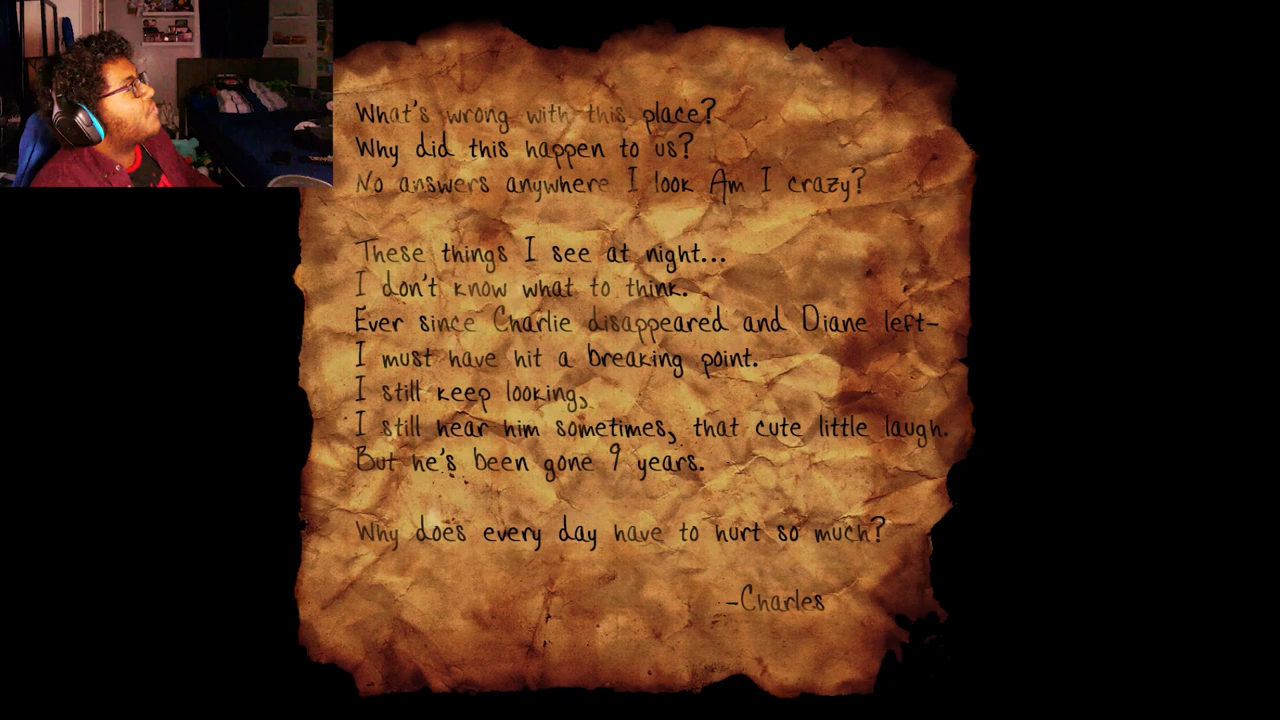 What's wrong with this place?
Why did this happen to us?
No answers anywhere I look Am I crazy?
These things I see at night...
I don't know what to think.
Ever since Charlie disappeared and Diane left-
I must have hit a breaking point.
I still keep looking,
I still hear him sometimes, that cute little laugh.
But he's been gone 9 years.
Why does every day have to hurt so much?
-Charles